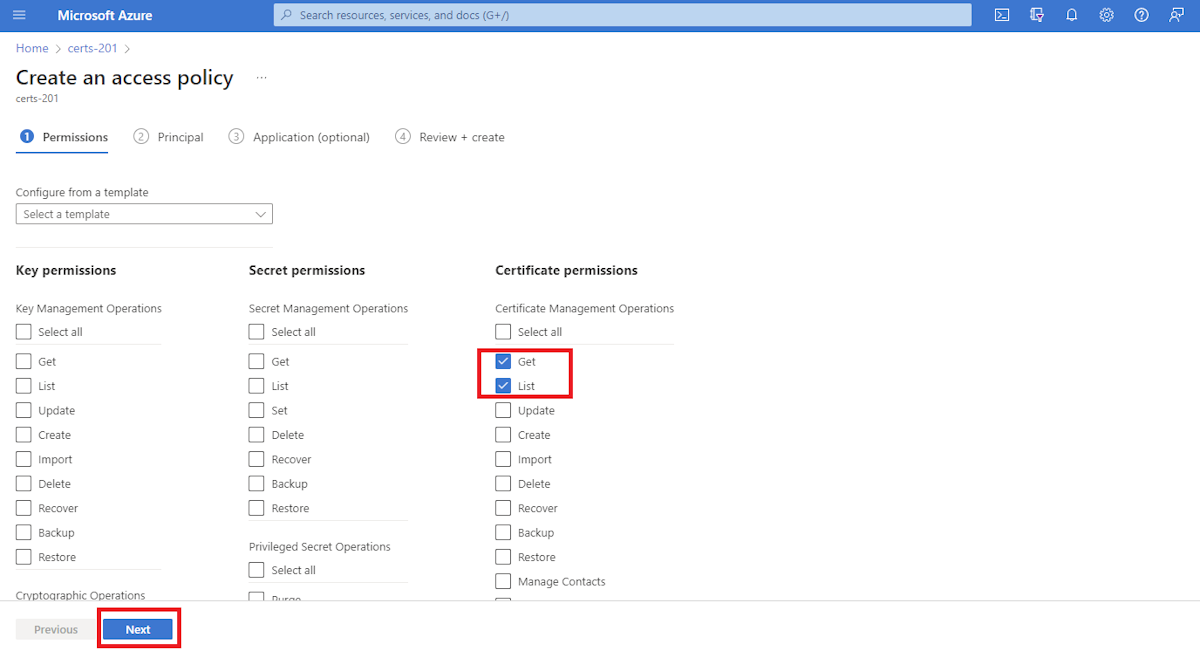 Microsoft Azure
Search resources, services, and docs (G+/)
Home > certs-201 >
Create an access policy ...
certs-201
1 Permissions
2 Principal
3 Application (optional)
4 Review + create
Configure from a template
Select a template
Key permissions
Key Management Operations
Select all
Get
List
Update
Create
Import
Delete
Recover
Backup
Restore
Cryptographic Operations
Secret permissions
Secret Management Operations
Select all
Get
List
Set
Delete
Recover
Backup
Restore
Privileged Secret Operations
Select all
Purge
Certificate permissions
Certificate Management Operations
Select all
Get
List
Update
Create
Import
Delete
Recover
Backup
Restore
Manage Contacts
Previous
Next